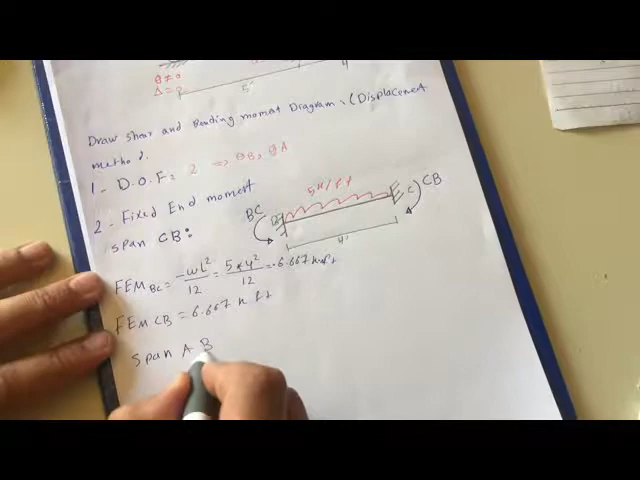 θ≠0
Δ=0
5'
4
Draw shear and Bending moment Diagram: (Displacement
method).
1- D.O.F = 2 => θB, θA
2- Fixed End moment
span CB:
BC
5k/ft
CB
B
C
4'
FEM BC = -wL²/12 = 5*4²/12 = -6.667 k.ft
FEM CB = 6.667 k ft
span A B